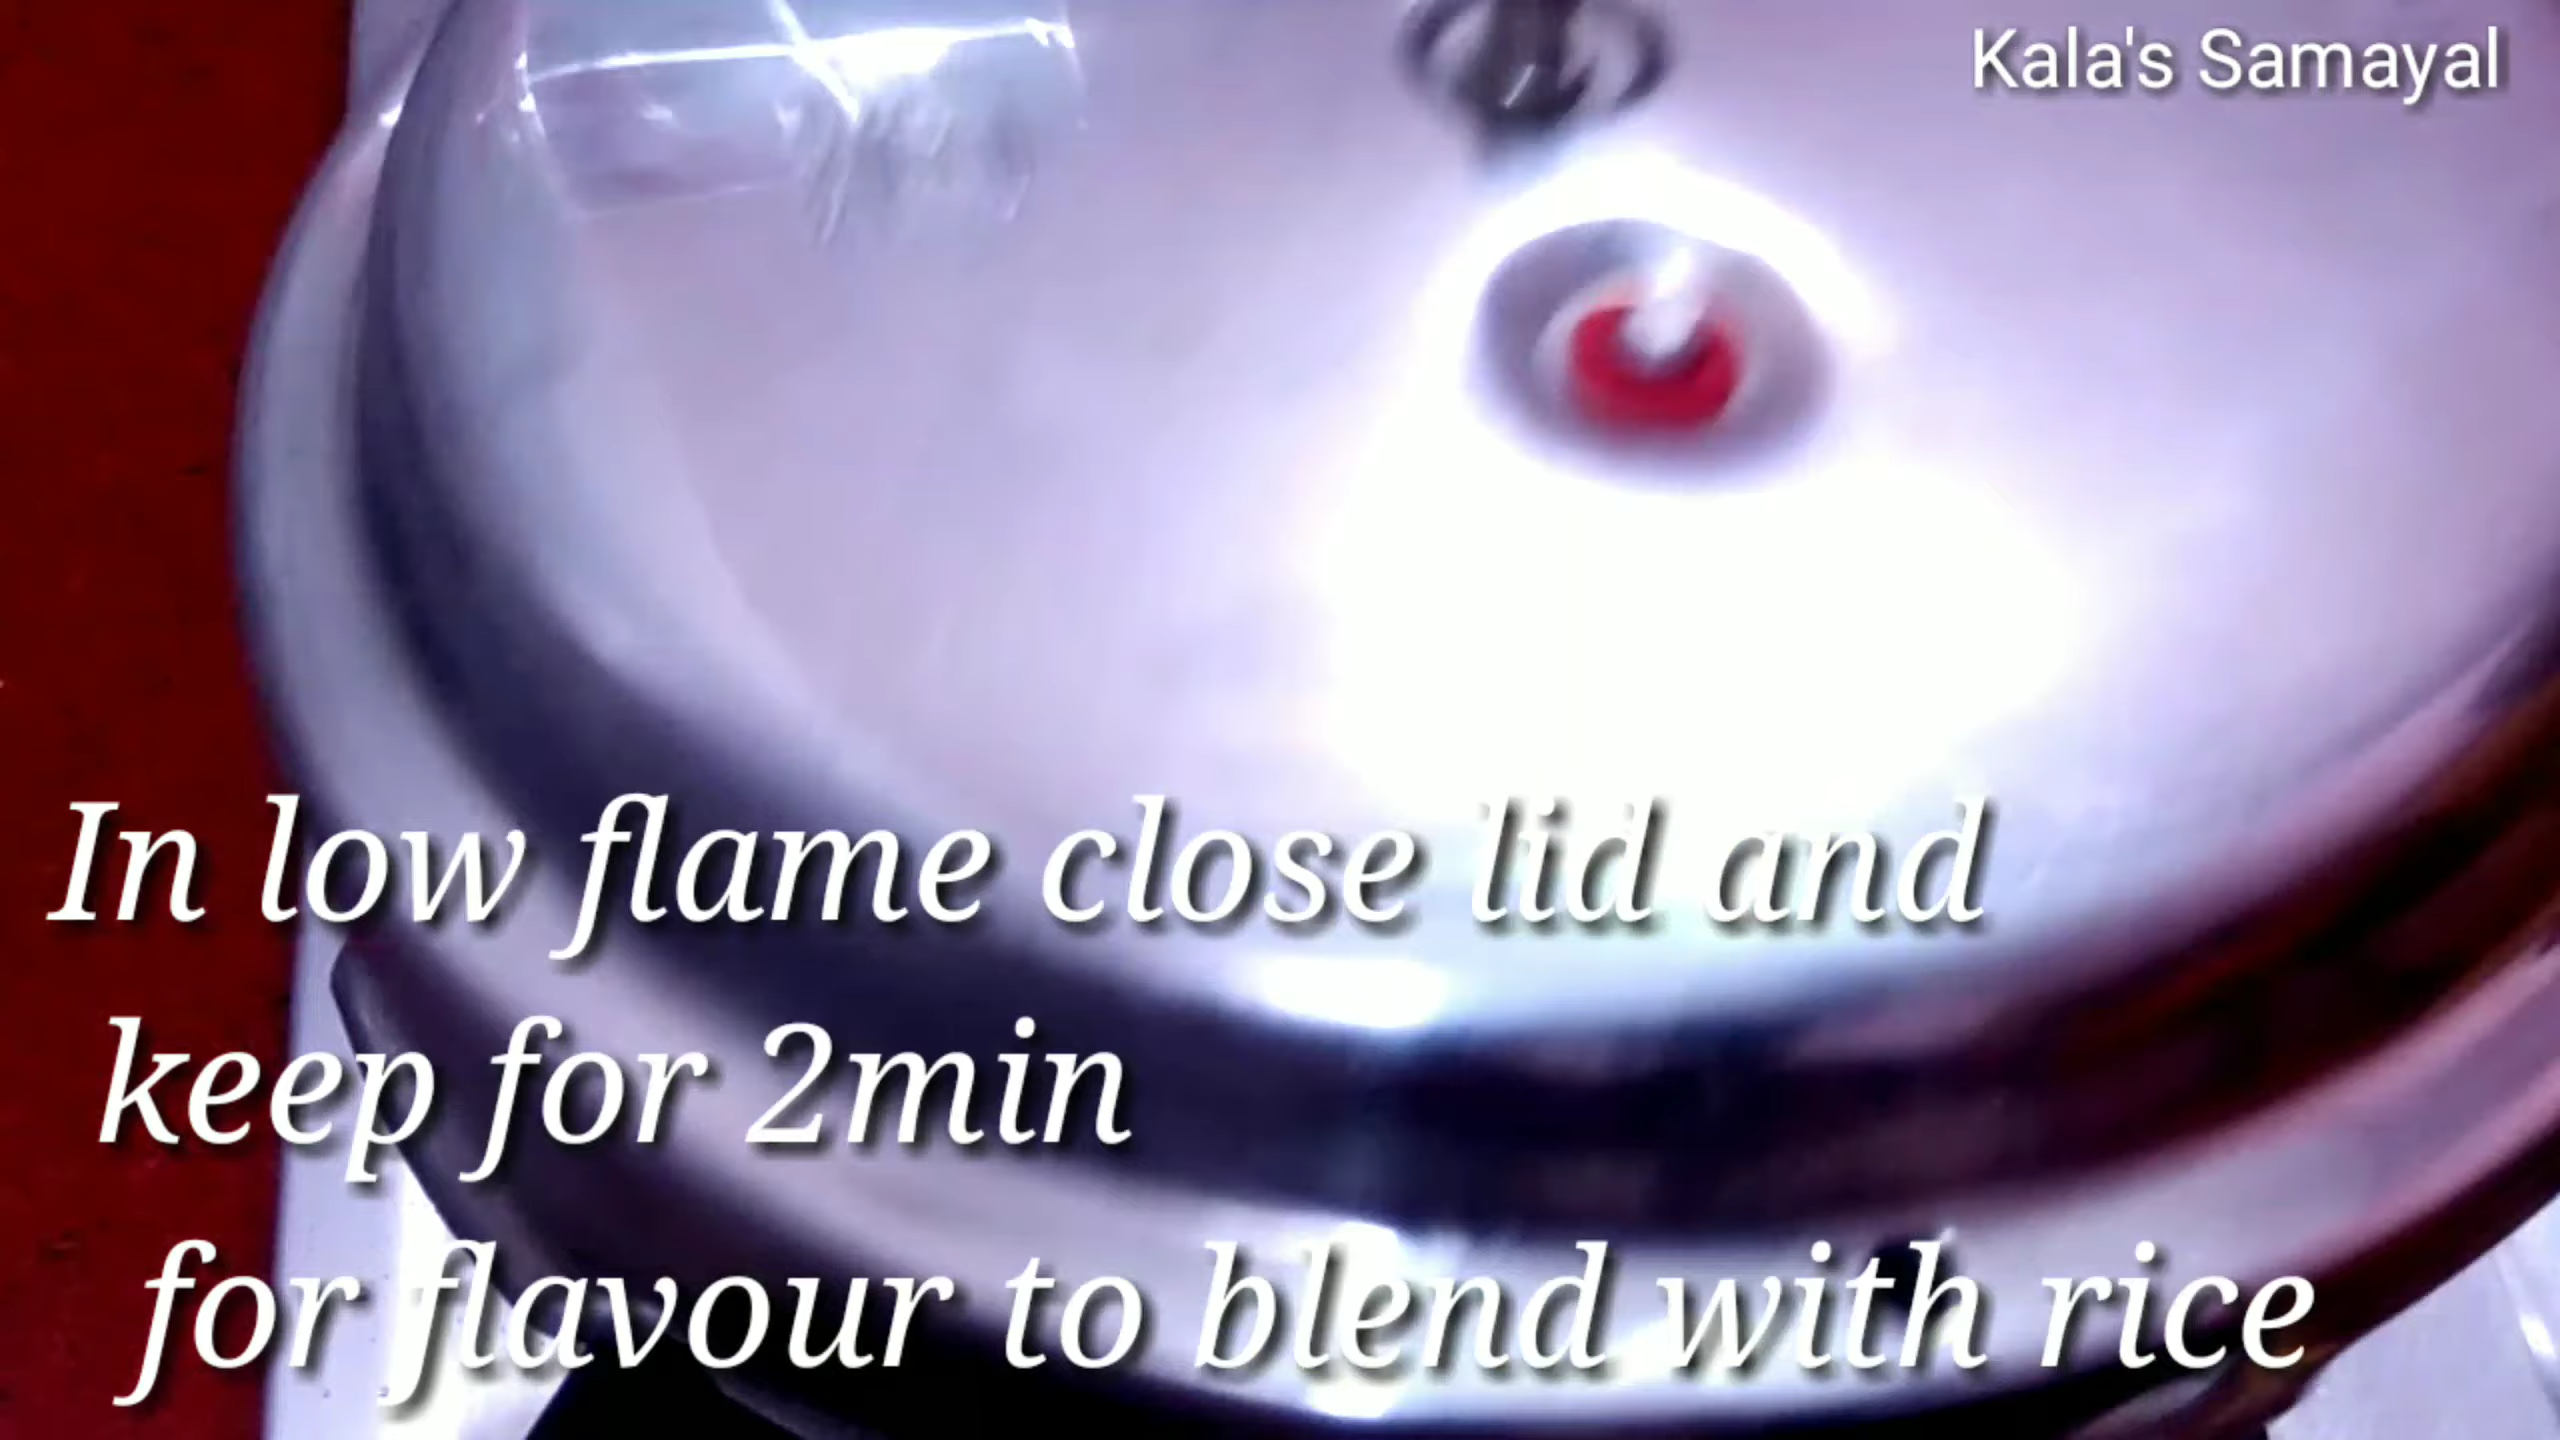 Kala's Samayal
In low flame close lid and
keep for 2min
for flavour to blend with rice